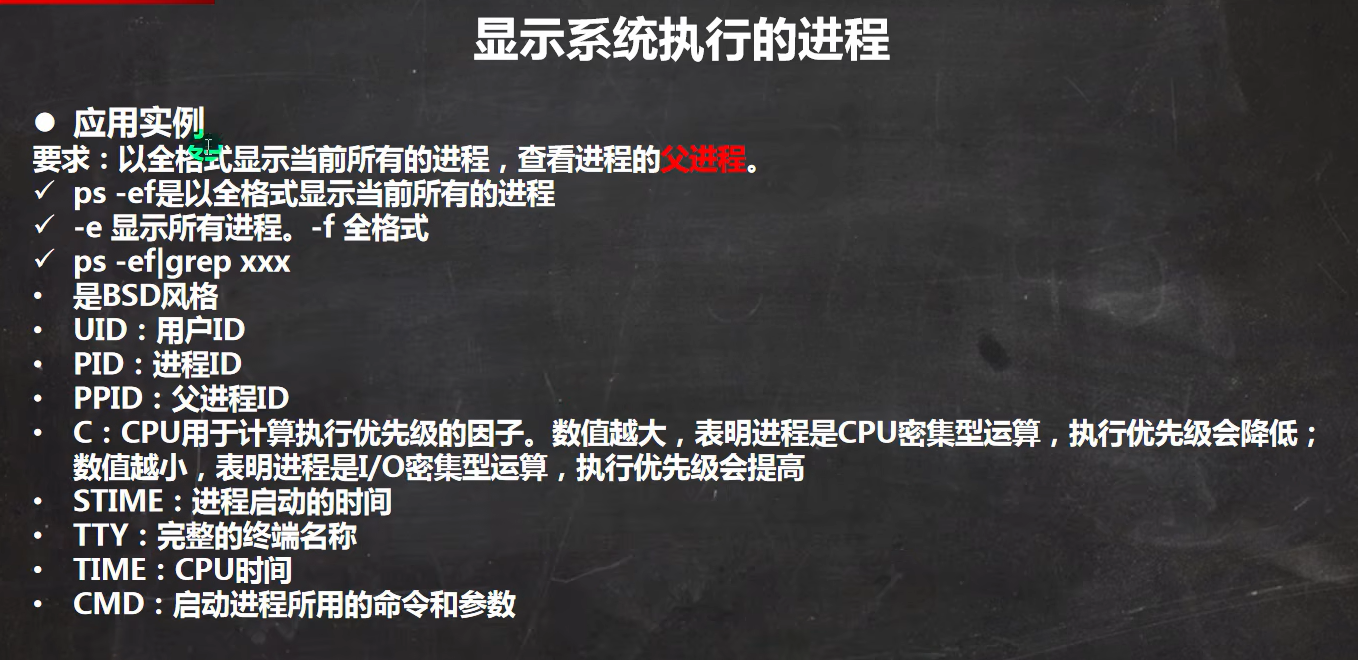 显示系统执行的进程
● 应用实例
要求：以全格式显示当前所有的进程，查看进程的父进程。
✓ ps -ef是以全格式显示当前所有的进程
✓ -e 显示所有进程。-f 全格式
✓ ps -ef|grep xxx
• 是BSD风格
• UID：用户ID
• PID：进程ID
• PPID：父进程ID
• C：CPU用于计算执行优先级的因子。数值越大，表明进程是CPU密集型运算，执行优先级会降低；
数值越小，表明进程是I/O密集型运算，执行优先级会提高
• STIME：进程启动的时间
• TTY：完整的终端名称
• TIME：CPU时间
• CMD：启动进程所用的命令和参数